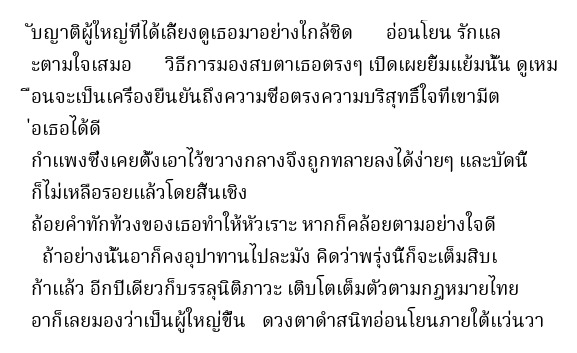 ับญาติผู้ใหญ่ที่ได้เลี้ยงดูเธอมาอย่างใกล้ชิด อ่อนโยน รักแล
ะตามใจเสมอ วิธีการมองสบตาเธอตรงๆ เปิดเผยยิ้มแย้มนั้น ดูเหม
ือนจะเป็นเครื่องยืนยันถึงความซื่อตรงความบริสุทธิ์ใจที่เขามีต
่อเธอได้ดี
กำแพงซึ่งเคยตั้งเอาไว้ขวางกลางจึงถูกทลายลงได้ง่ายๆ และบัดนี้
ก็ไม่เหลือรอยแล้วโดยสิ้นเชิง
ถ้อยคำทักท้วงของเธอทำให้หัวเราะ หากก็คล้อยตามอย่างใจดี
ถ้าอย่างนั้นอาก็คงอุปาทานไปละมัง คิดว่าพรุ่งนี้ก็จะเต็มสิบเ
ก้าแล้ว อีกปีเดียวก็บรรลุนิติภาวะ เติบโตเต็มตัวตามกฎหมายไทย
อาก็เลยมองว่าเป็นผู้ใหญ่ขึ้น ดวงตาดำสนิทอ่อนโยนภายใต้แว่นวา